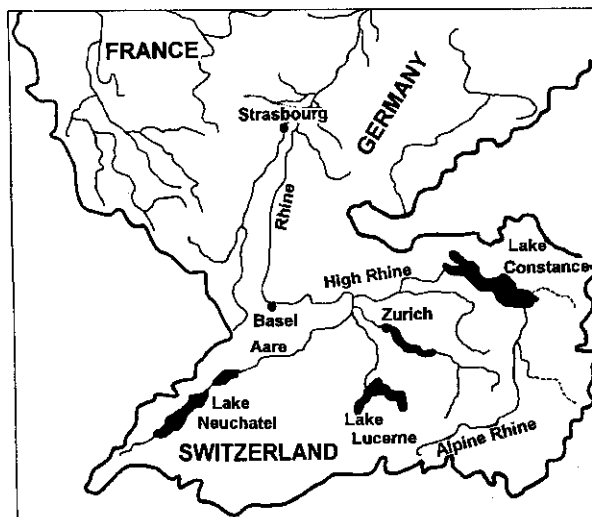 FRANCE
GERMANY
Strasbourg
Rhine
Lake
Constance
High Rhine
Basel
Zurich
Aare
Lake
Neuchatel
Lake
Lucerne
SWITZERLAND
Alpine Rhine